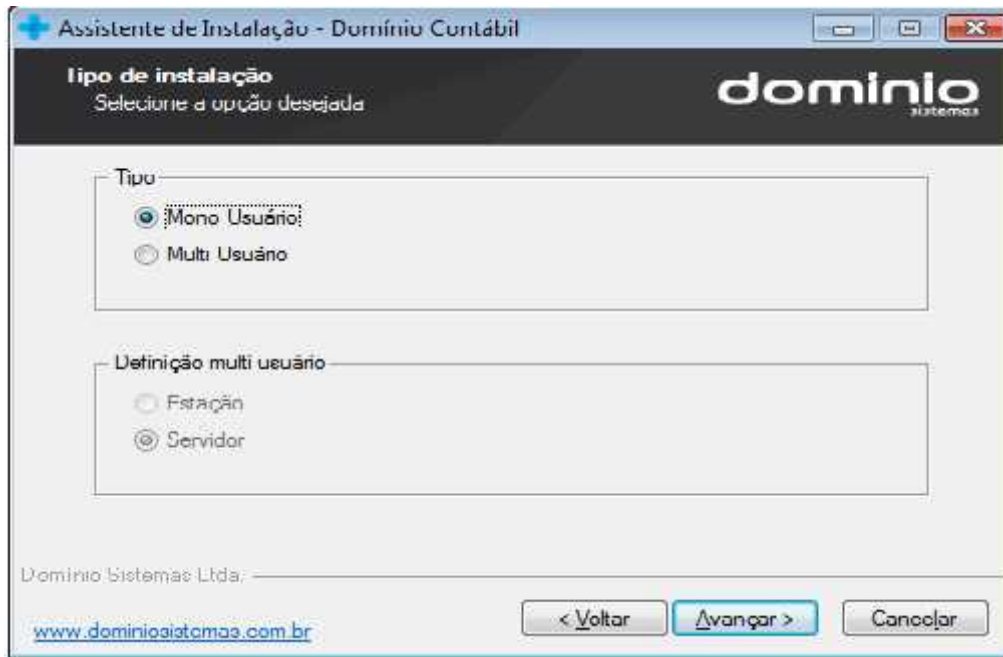 Assistente de Instalação - Domínio Contábil
Tipo de instalação
Selecione a opção desejada
domínio
sistemas
Tipo
Mono Usuário
Multi Usuário
Definição multi usuário
Estação
Servidor
Domínio Sistemas Ltda.
www.dominiosistemas.com.br
< Voltar
Avançar >
Cancelar